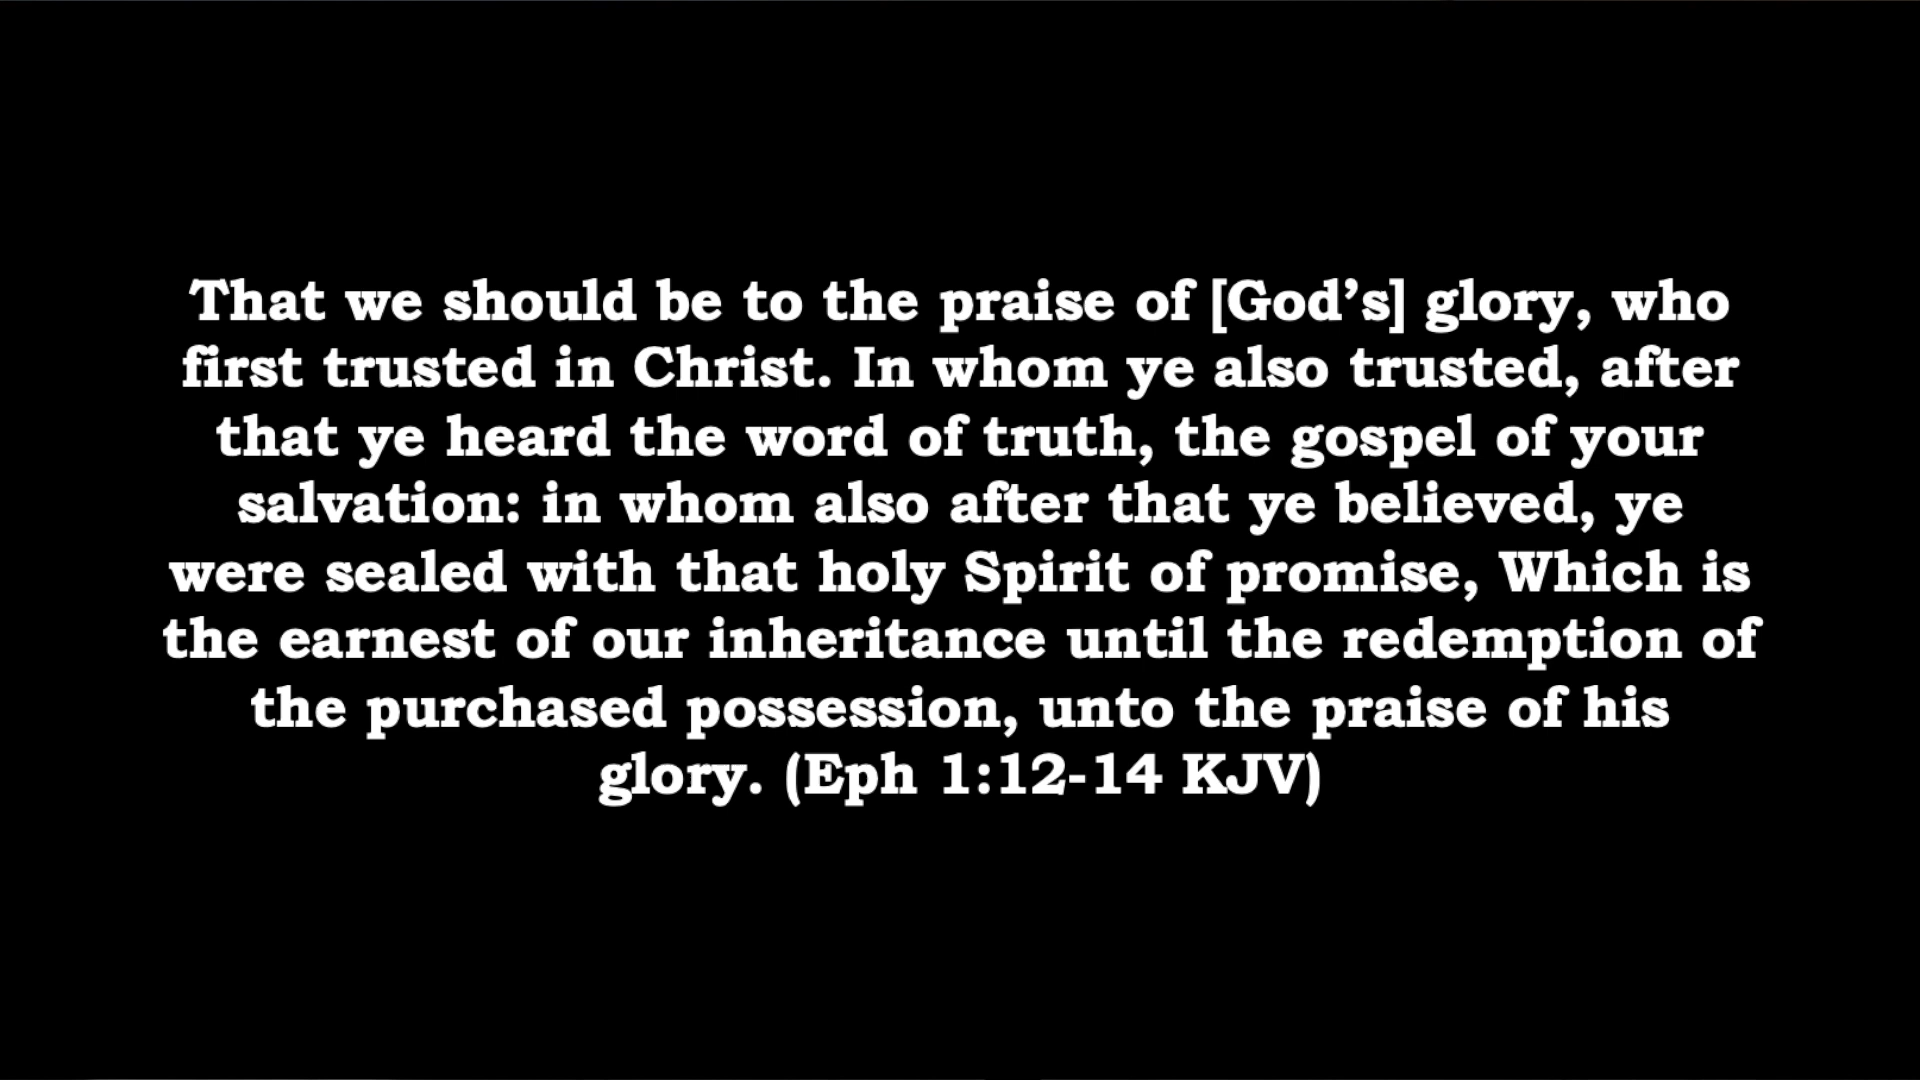 That we should be to the praise of [God’s] glory, who
first trusted in Christ. In whom ye also trusted, after
that ye heard the word of truth, the gospel of your
salvation: in whom also after that ye believed, ye
were sealed with that holy Spirit of promise, Which is
the earnest of our inheritance until the redemption of
the purchased possession, unto the praise of his
glory. (Eph 1:12-14 KJV)